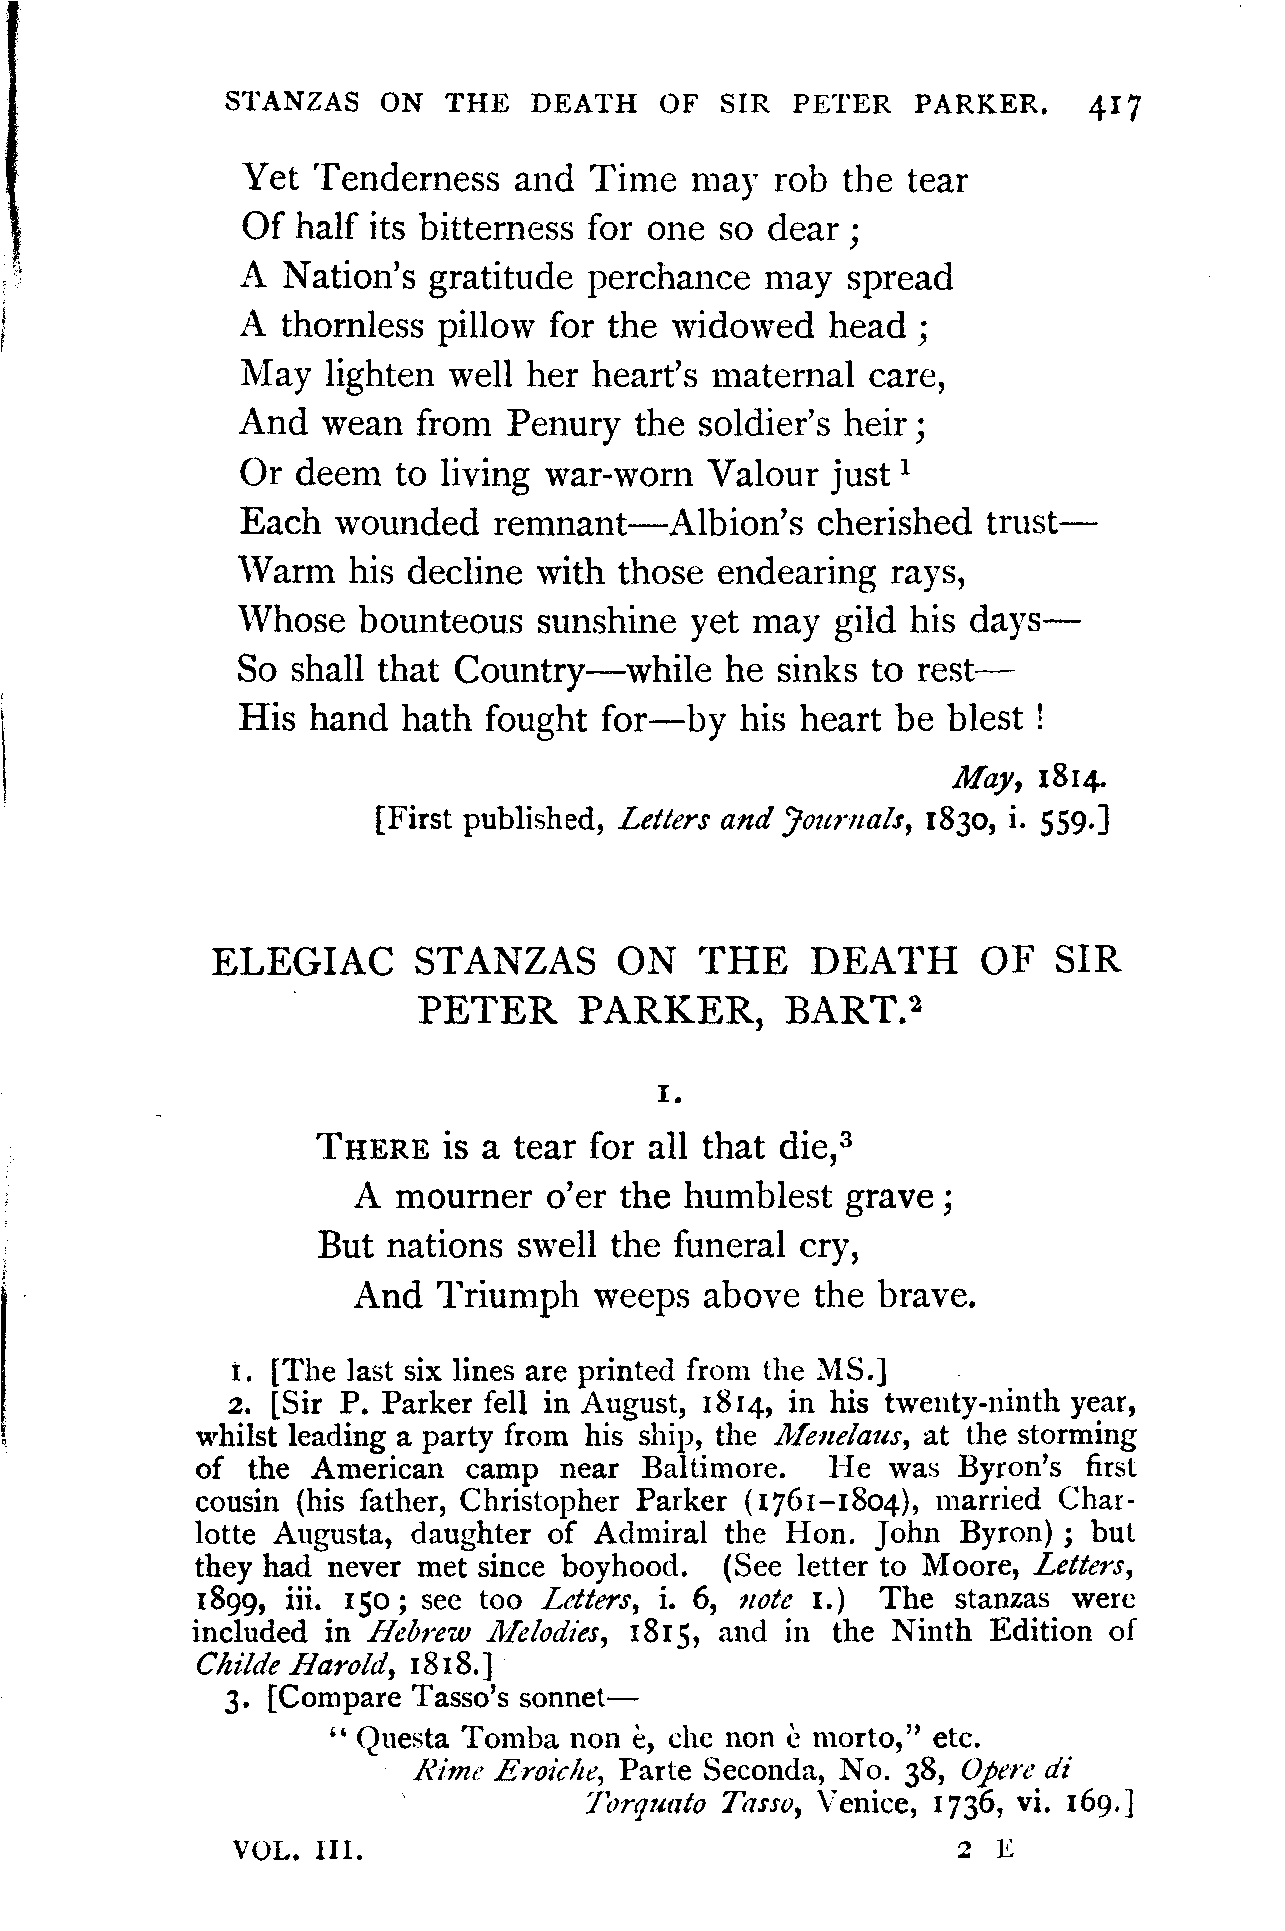 STANZAS ON THE DEATH OF SIR PETER PARKER. 417
Yet Tenderness and Time may rob the tear
Of half its bitterness for one so dear ;
A Nation's gratitude perchance may spread
A thornless pillow for the widowed head ;
May lighten well her heart's maternal care,
And wean from Penury the soldier's heir ;
Or deem to living war-worn Valour just ¹
Each wounded remnant—Albion's cherished trust—
Warm his decline with those endearing rays,
Whose bounteous sunshine yet may gild his days—
So shall that Country—while he sinks to rest—
His hand hath fought for—by his heart be blest !
May, 1814.
[First published, Letters and Journals, 1830, i. 559.]
ELEGIAC STANZAS ON THE DEATH OF SIR
PETER PARKER, BART.²
1.
THERE is a tear for all that die,³
A mourner o'er the humblest grave ;
But nations swell the funeral cry,
And Triumph weeps above the brave.
1. [The last six lines are printed from the MS.]
2. [Sir P. Parker fell in August, 1814, in his twenty-ninth year,
whilst leading a party from his ship, the Menelaus, at the storming
of the American camp near Baltimore. He was Byron's first
cousin (his father, Christopher Parker (1761–1804), married Char-
lotte Augusta, daughter of Admiral the Hon. John Byron) ; but
they had never met since boyhood. (See letter to Moore, Letters,
1899, iii. 150 ; see too Letters, i. 6, note 1.) The stanzas were
included in Hebrew Melodies, 1815, and in the Ninth Edition of
Childe Harold, 1818.]
3. [Compare Tasso's sonnet—
“ Questa Tomba non è, che non è morto,” etc.
Rime Eroiche, Parte Seconda, No. 38, Opere di
Torquato Tasso, Venice, 1736, vi. 169.]
VOL. III. 2 E